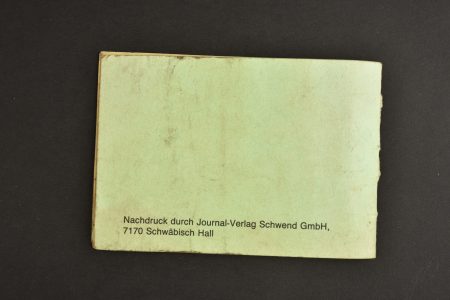 Nachdruck durch Journal-Verlag Schwend GmbH,
7170 Schwäbisch Hall